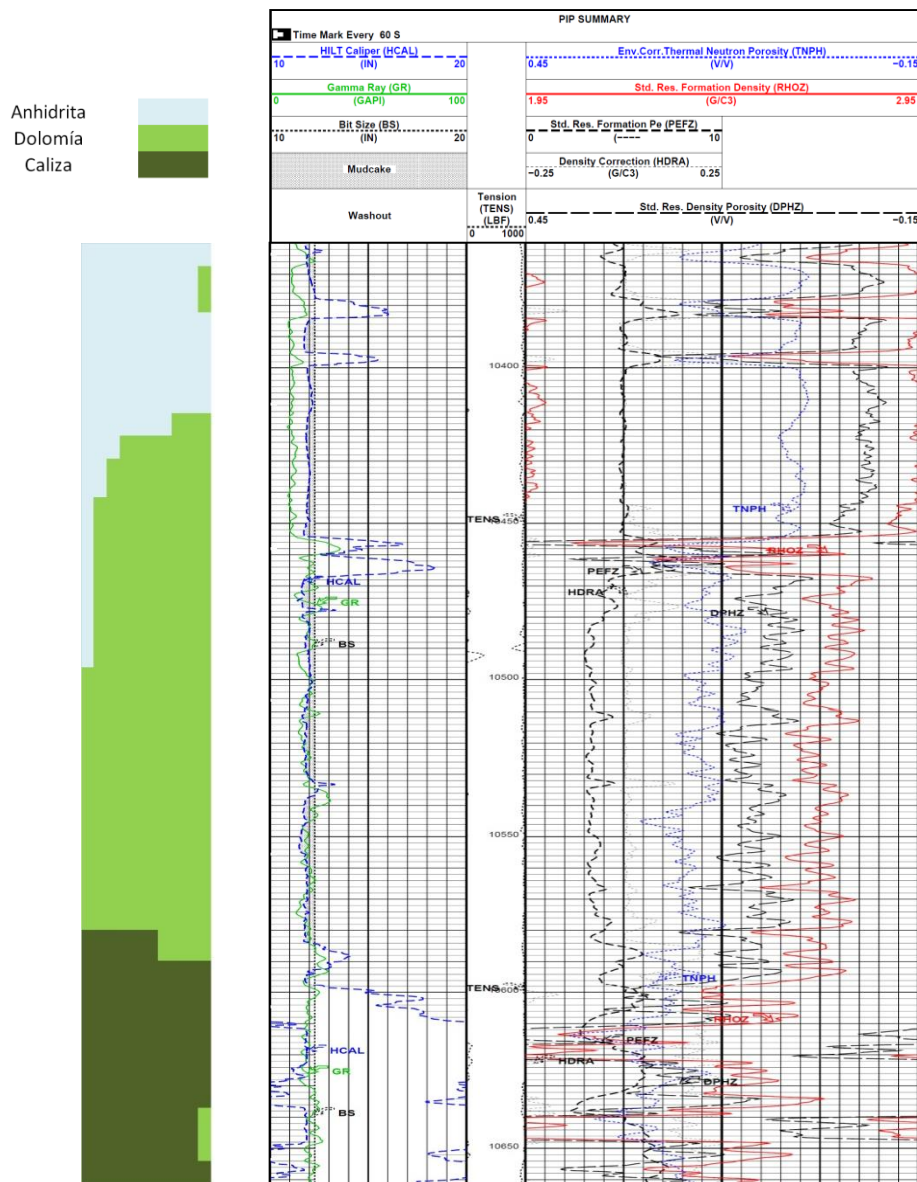 PIP SUMMARY
Time Mark Every 60 S
HILT Caliper (HCAL)
10 (IN) 20
Env.Corr.Thermal Neutron Porosity (TNPH)
0.45 (V/V) −0.15
Gamma Ray (GR)
0 (GAPI) 100
Std. Res. Formation Density (RHOZ)
1.95 (G/C3) 2.95
Bit Size (BS)
10 (IN) 20
Std. Res. Formation Pe (PEFZ)
0 (---- 10
Mudcake
Density Correction (HDRA)
−0.25 (G/C3) 0.25
Washout
Tension
(TENS)
(LBF)
0 1000
Std. Res. Density Porosity (DPHZ)
0.45 (V/V) −0.15
Anhidrita
Dolomía
Caliza
10400
TNPH
TENS
10450
RHOZ
PEFZ
HCAL
HDRA
GR
DPHZ
BS
10500
10550
TNPH
TENS
10600
RHOZ
PEFZ
HCAL
HDRA
GR
DPHZ
BS
10650